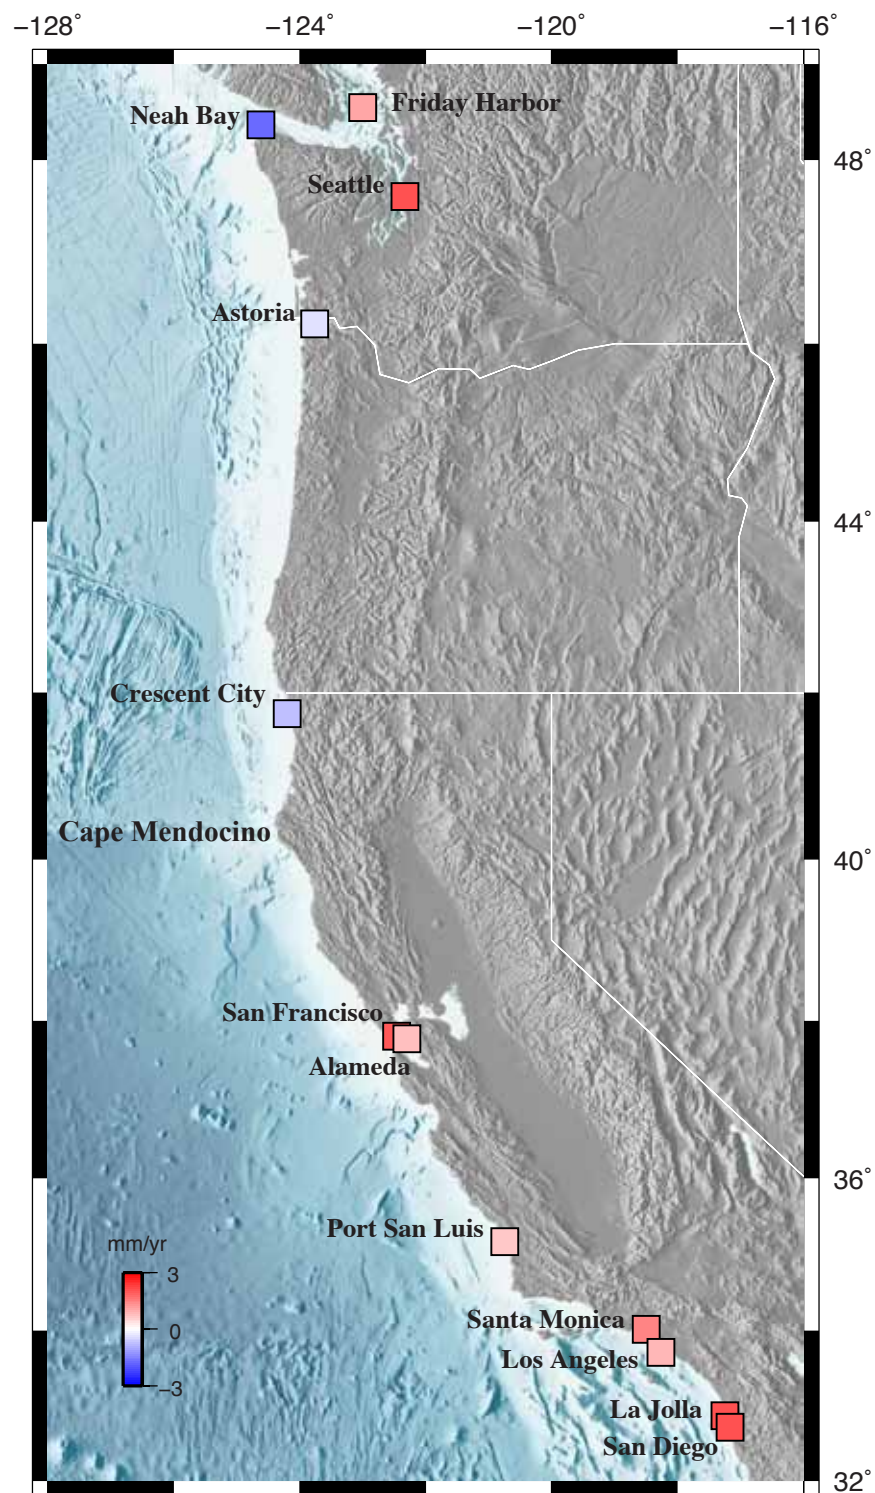 −128° −124° −120° −116°
Friday Harbor
Neah Bay
48°
Seattle
Astoria
44°
Crescent City
Cape Mendocino
40°
San Francisco
Alameda
36°
Port San Luis
mm/yr
3
0
−3
Santa Monica
Los Angeles
La Jolla
San Diego
32°